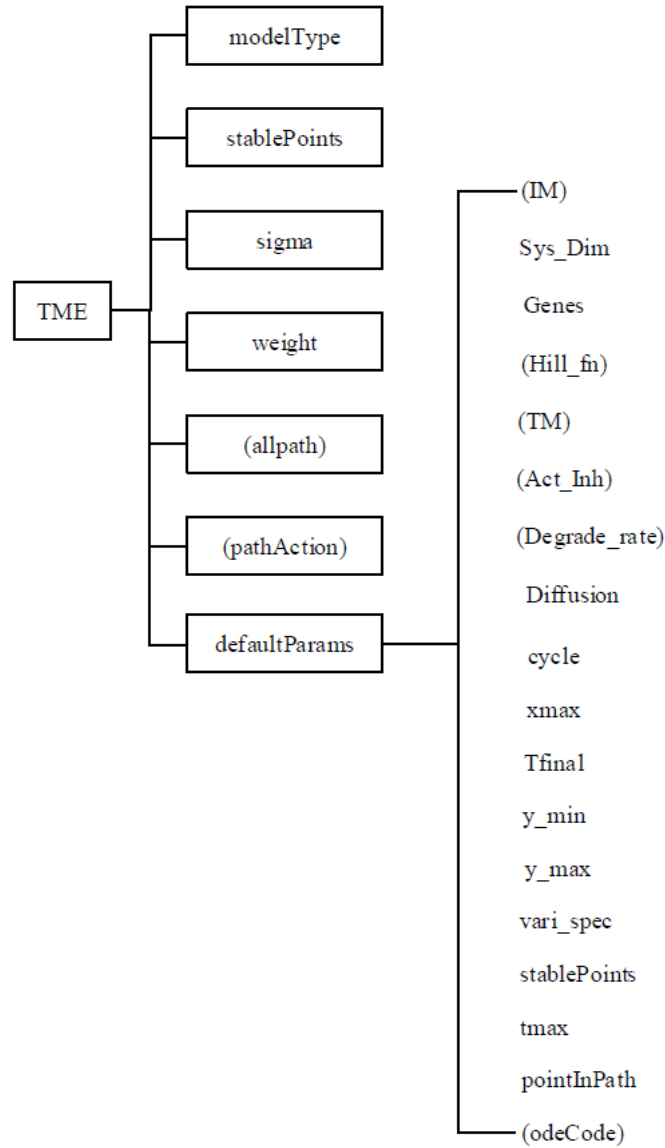 modelType
stablePoints
sigma
TME
weight
(allpath)
(pathAction)
defaultParams
(IM)
Sys_Dim
Genes
(Hill_fn)
(TM)
(Act_Inh)
(Degrade_rate)
Diffusion
cycle
xmax
Tfinal
y_min
y_max
vari_spec
stablePoints
tmax
pointInPath
(odeCode)